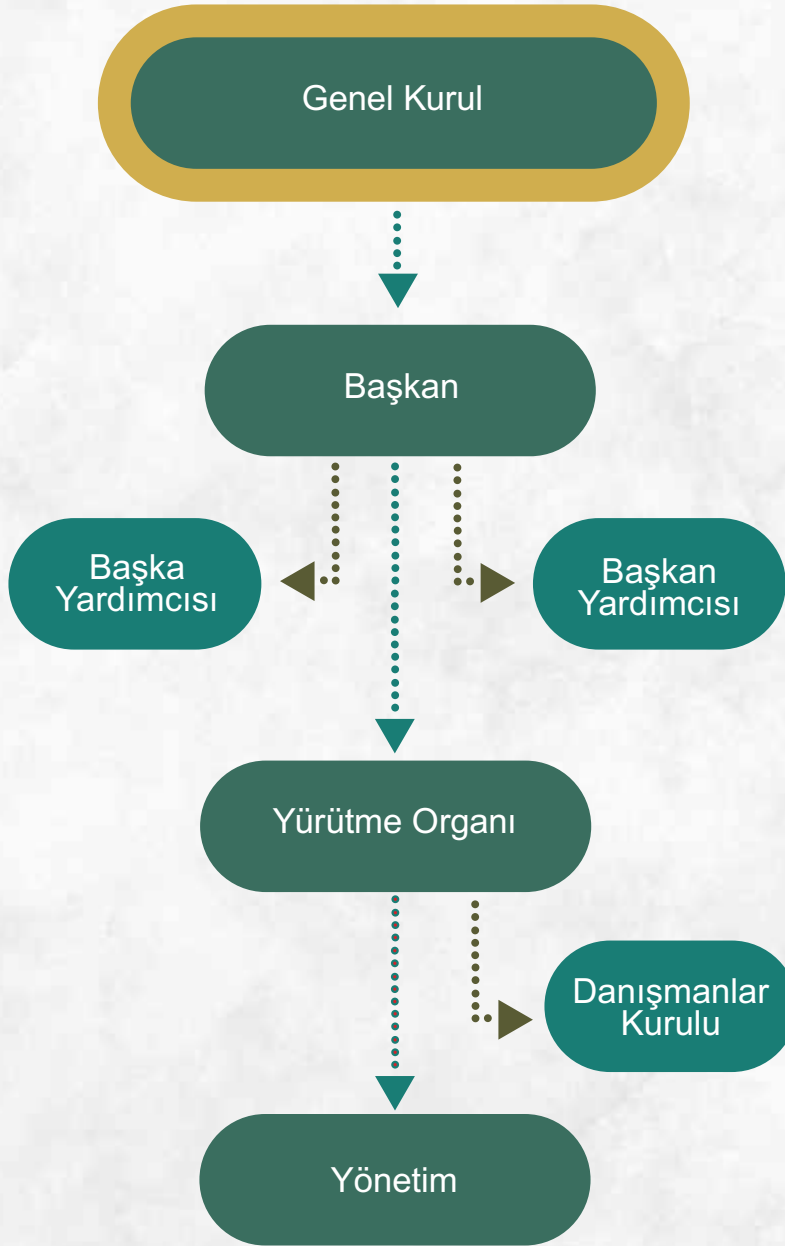 Genel Kurul
Başkan
Başka
Yardımcısı
Başkan
Yardımcısı
Yürütme Organı
Danışmanlar
Kurulu
Yönetim